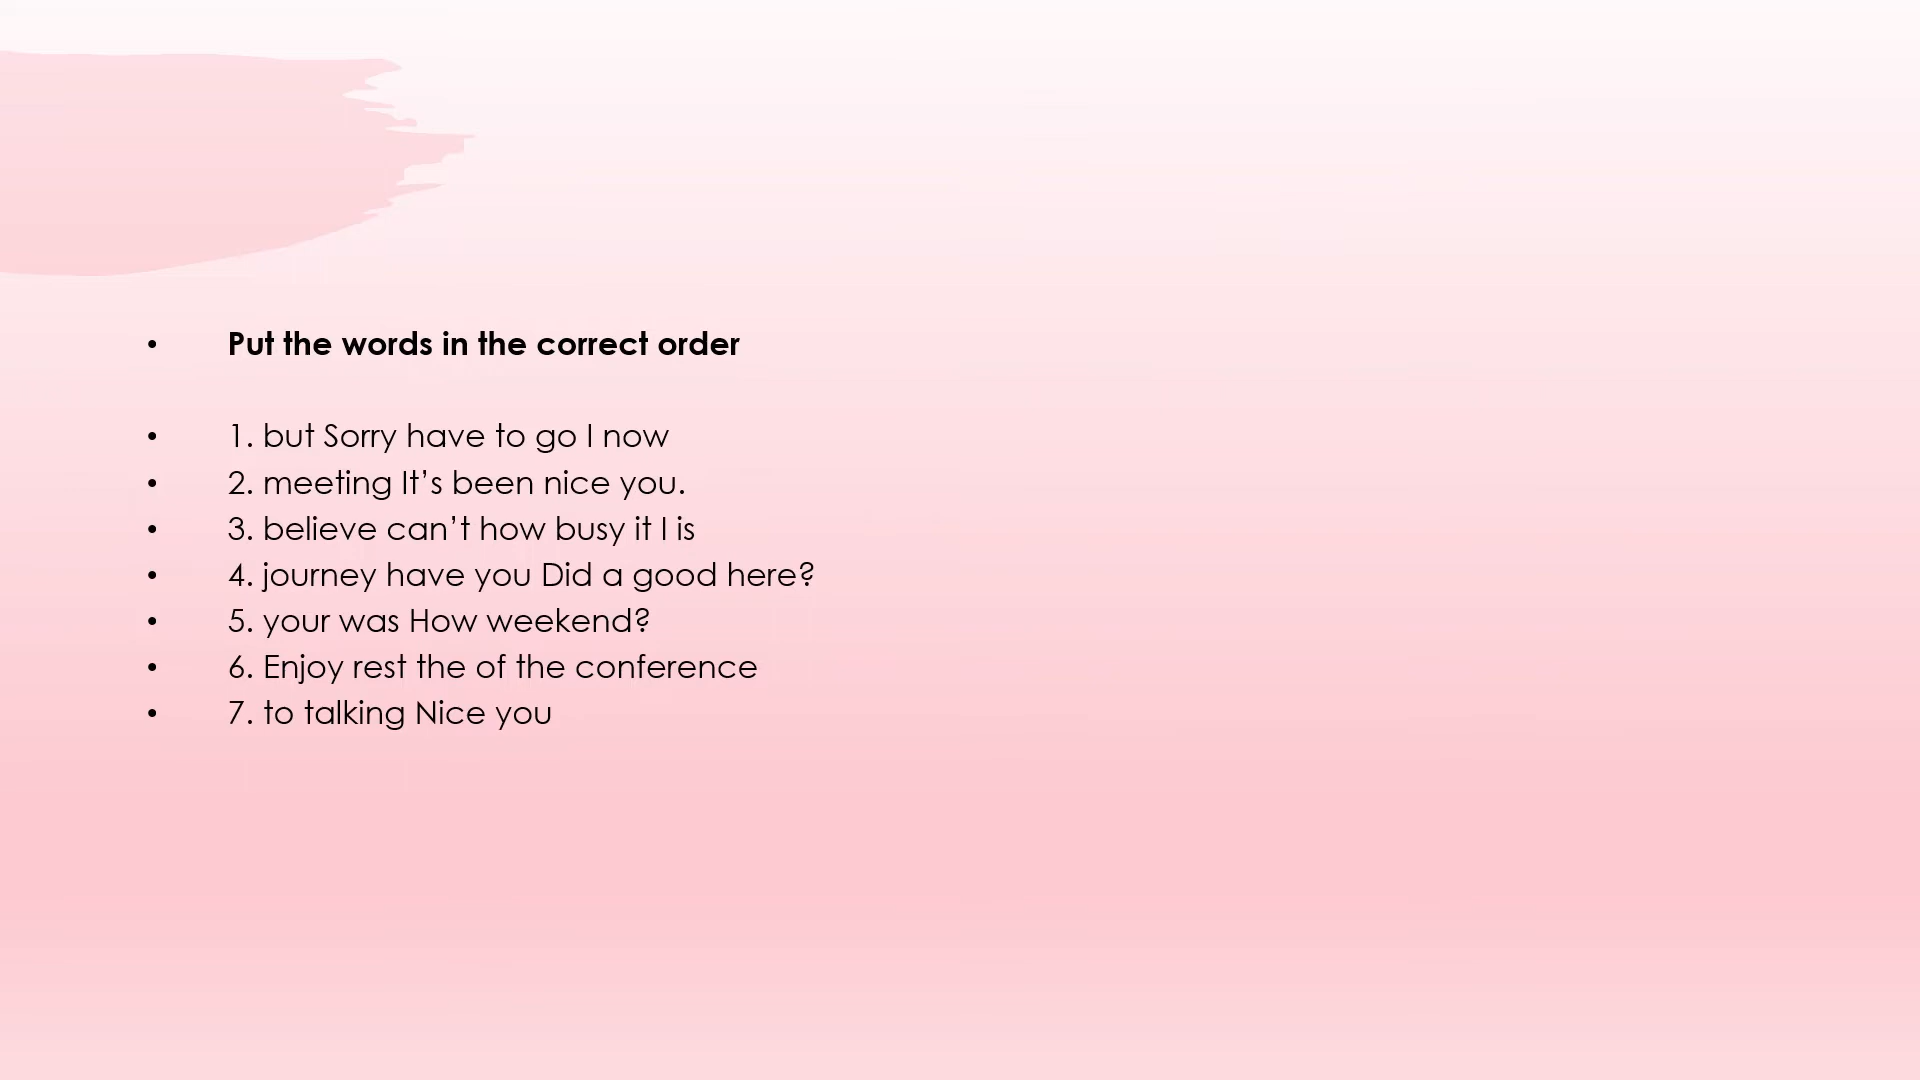 • Put the words in the correct order
• 1. but Sorry have to go I now
• 2. meeting It’s been nice you.
• 3. believe can’t how busy it I is
• 4. journey have you Did a good here?
• 5. your was How weekend?
• 6. Enjoy rest the of the conference
• 7. to talking Nice you